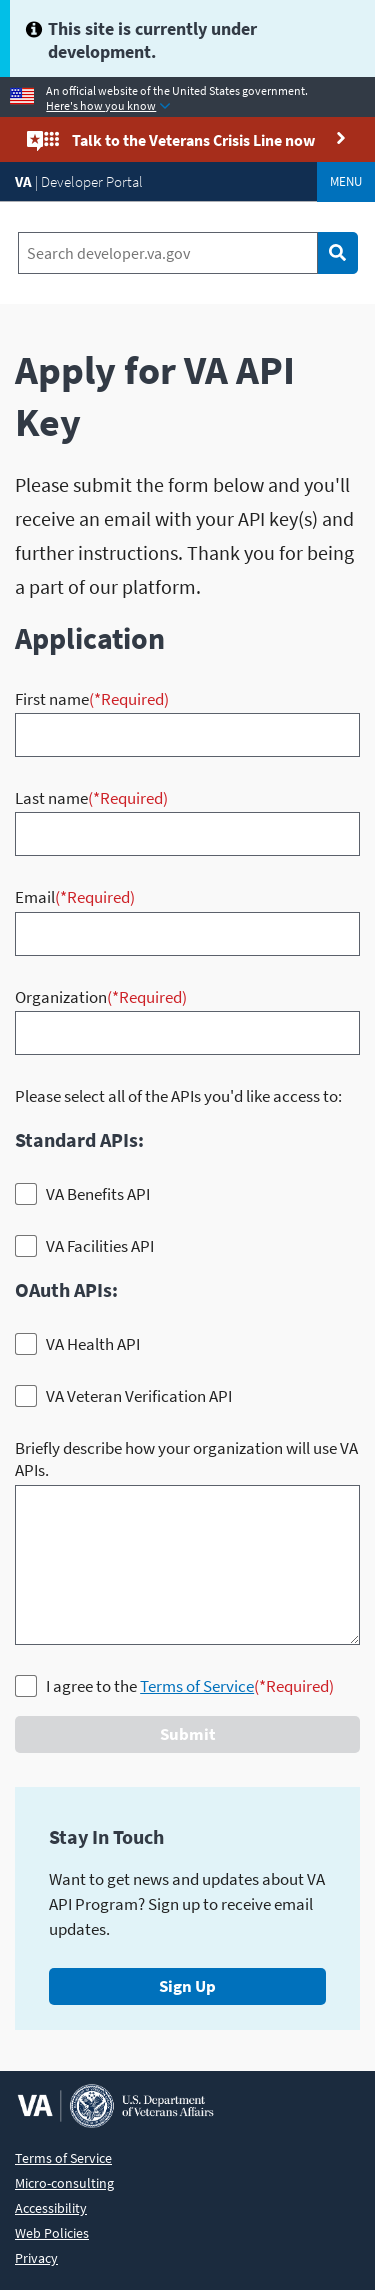 This site is currently under
development.
An official website of the United States government.
Here's how you know
Talk to the Veterans Crisis Line now
VA | Developer Portal
MENU
Search developer.va.gov
Apply for VA API
Key
Please submit the form below and you'll
receive an email with your API key(s) and
further instructions. Thank you for being
a part of our platform.
Application
First name(*Required)
Last name(*Required)
Email(*Required)
Organization(*Required)
Please select all of the APIs you'd like access to:
Standard APIs:
VA Benefits API
VA Facilities API
OAuth APIs:
VA Health API
VA Veteran Verification API
Briefly describe how your organization will use VA
APIs.
I agree to the Terms of Service(*Required)
Submit
Stay In Touch
Want to get news and updates about VA
API Program? Sign up to receive email
updates.
Sign Up
VA
U.S. Department
of Veterans Affairs
Terms of Service
Micro-consulting
Accessibility
Web Policies
Privacy